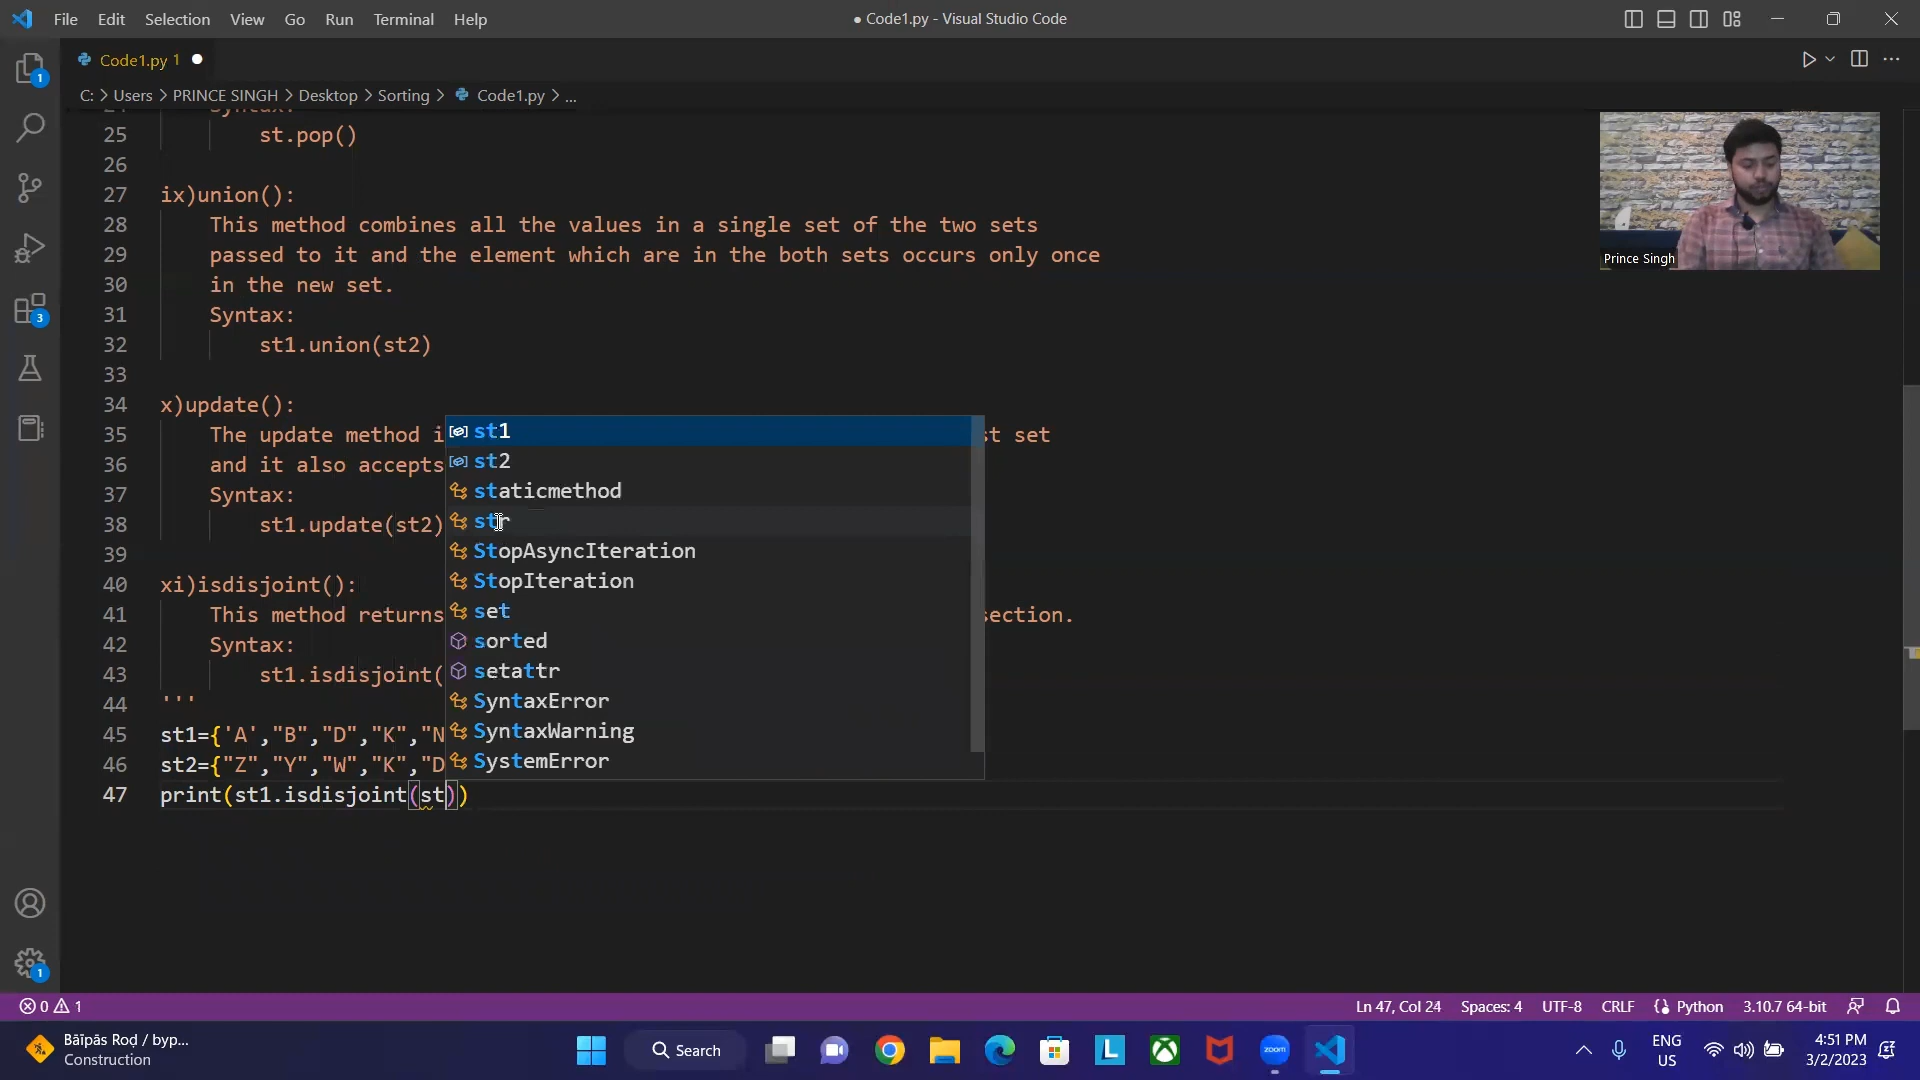 File Edit Selection View Go Run Terminal Help
● Code1.py - Visual Studio Code
Code1.py 1
C: > Users > PRINCE SINGH > Desktop > Sorting > Code1.py > ...
25 st.pop()
26
27 ix)union():
28 This method combines all the values in a single set of the two sets
29 passed to it and the element which are in the both sets occurs only once
30 in the new set.
31 Syntax:
32 st1.union(st2)
33
34 x)update():
35 The update method i st set
36 and it also accepts
37 Syntax:
38 st1.update(st2)
39
40 xi)isdisjoint():
41 This method returns section.
42 Syntax:
43 st1.isdisjoint(
44 '''
45 st1={'A',"B","D","K","N
46 st2={"Z","Y","W","K","D
47 print(st1.isdisjoint(st))
st1
st2
staticmethod
str
StopAsyncIteration
StopIteration
set
sorted
setattr
SyntaxError
SyntaxWarning
SystemError
Prince Singh
1
3
1
0 1
Ln 47, Col 24 Spaces: 4 UTF-8 CRLF Python 3.10.7 64-bit
Bāīpās Roḍ / byp...
Construction
Search
L
zoom
ENG
US
4:51 PM
3/2/2023